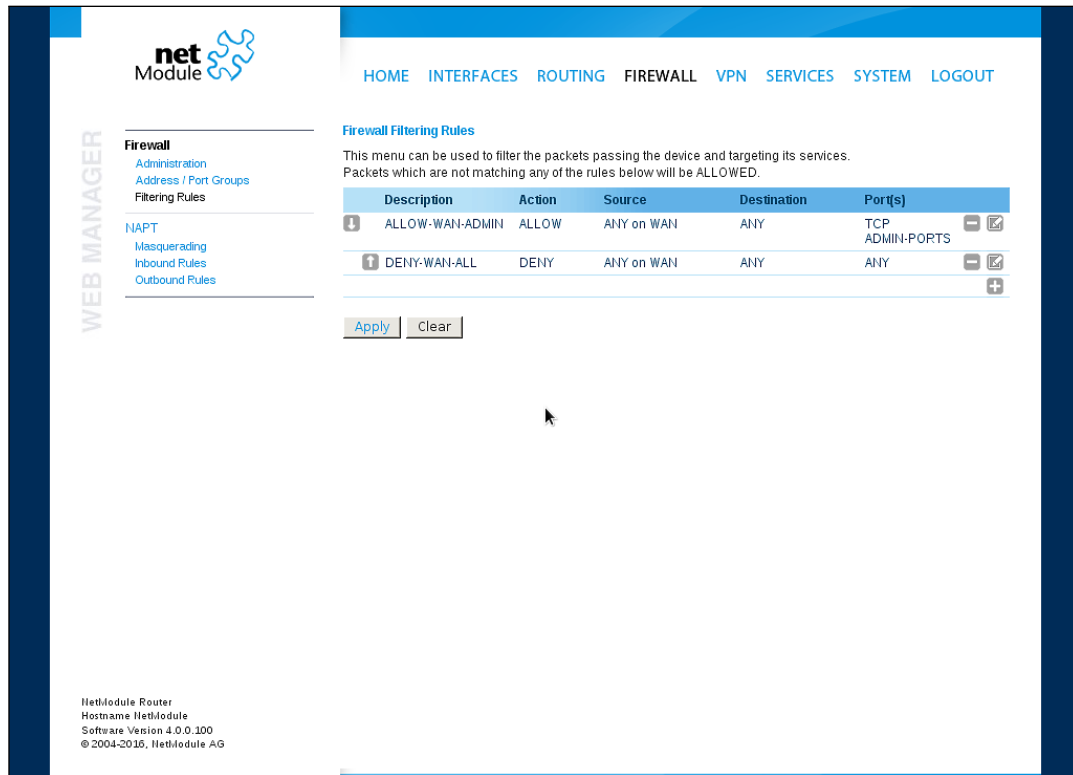 net
Module
HOME INTERFACES ROUTING FIREWALL VPN SERVICES SYSTEM LOGOUT
WEB MANAGER
Firewall
Administration
Address / Port Groups
Filtering Rules
NAPT
Masquerading
Inbound Rules
Outbound Rules
Firewall Filtering Rules
This menu can be used to filter the packets passing the device and targeting its services.
Packets which are not matching any of the rules below will be ALLOWED.
Description Action Source Destination Port(s)
ALLOW-WAN-ADMIN ALLOW ANY on WAN ANY TCP
ADMIN-PORTS
DENY-WAN-ALL DENY ANY on WAN ANY ANY
Apply Clear
NetModule Router
Hostname NetModule
Software Version 4.0.0.100
© 2004-2016, NetModule AG